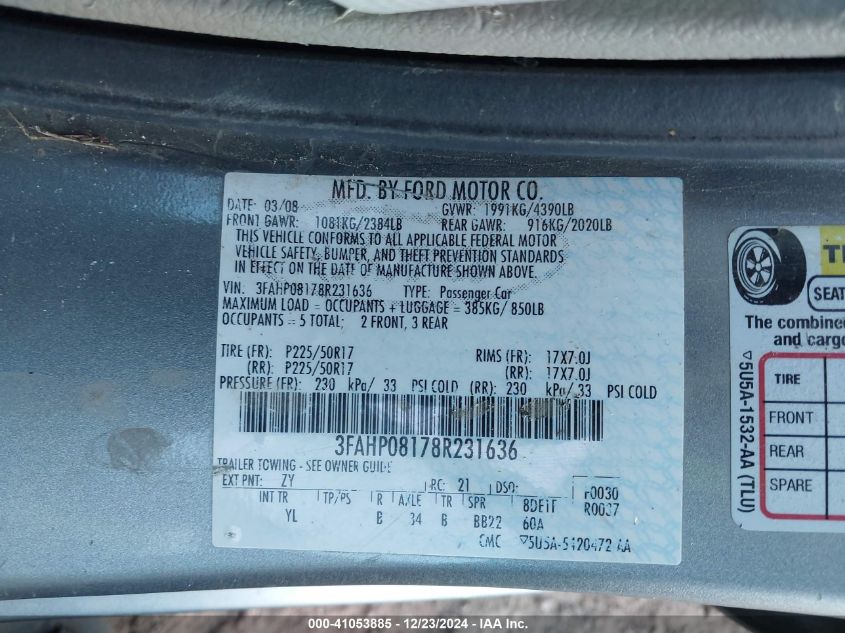 MFD. BY FORD MOTOR CO.
DATE 03/08 GVWR: 1991KG/4390LB
FRONT GAWR: 1081KG/2384LB REAR GAWR: 916KG/2020LB
THIS VEHICLE CONFORMS TO ALL APPLICABLE FEDERAL MOTOR
VEHICLE SAFETY, BUMPER, AND THEFT PREVENTION STANDARDS
IN EFFECT ON THE DATE OF MANUFACTURE SHOWN ABOVE.
VIN: 3FAHP08178R231636 TYPE: Passenger Car
MAXIMUM LOAD = OCCUPANTS + LUGGAGE = 385KG/ 850LB
OCCUPANTS = 5 TOTAL; 2 FRONT, 3 REAR
TIRE (FR): P225/50R17 RIMS (FR): 17X7.0J
(RR): P225/50R17 (RR): 17X7.0J
PRESSURE (FR): 230 kPa/ 33 PSI COLD (RR): 230 kPa/ 33 PSI COLD
3FAHP08178R231636
TRAILER TOWING - SEE OWNER GUIDE
EXT PNT: ZY RC: 21 DSO: F0030
INT TR TP/PS R AXLE TR SPR R0037
YL B 34 B BB22 60A
CMC ▽5U5A-5420472-AA
SEAT
The combine
and cargo
TIRE
FRONT
REAR
SPARE
▽5U5A-1532-AA (TLU)
000-41053885 - 12/23/2024 - © IAA, Inc.